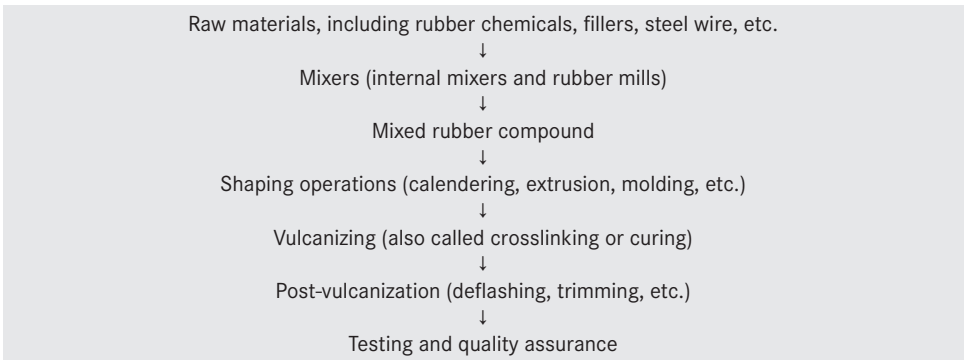 Raw materials, including rubber chemicals, fillers, steel wire, etc.
↓
Mixers (internal mixers and rubber mills)
↓
Mixed rubber compound
↓
Shaping operations (calendering, extrusion, molding, etc.)
↓
Vulcanizing (also called crosslinking or curing)
↓
Post-vulcanization (deflashing, trimming, etc.)
↓
Testing and quality assurance